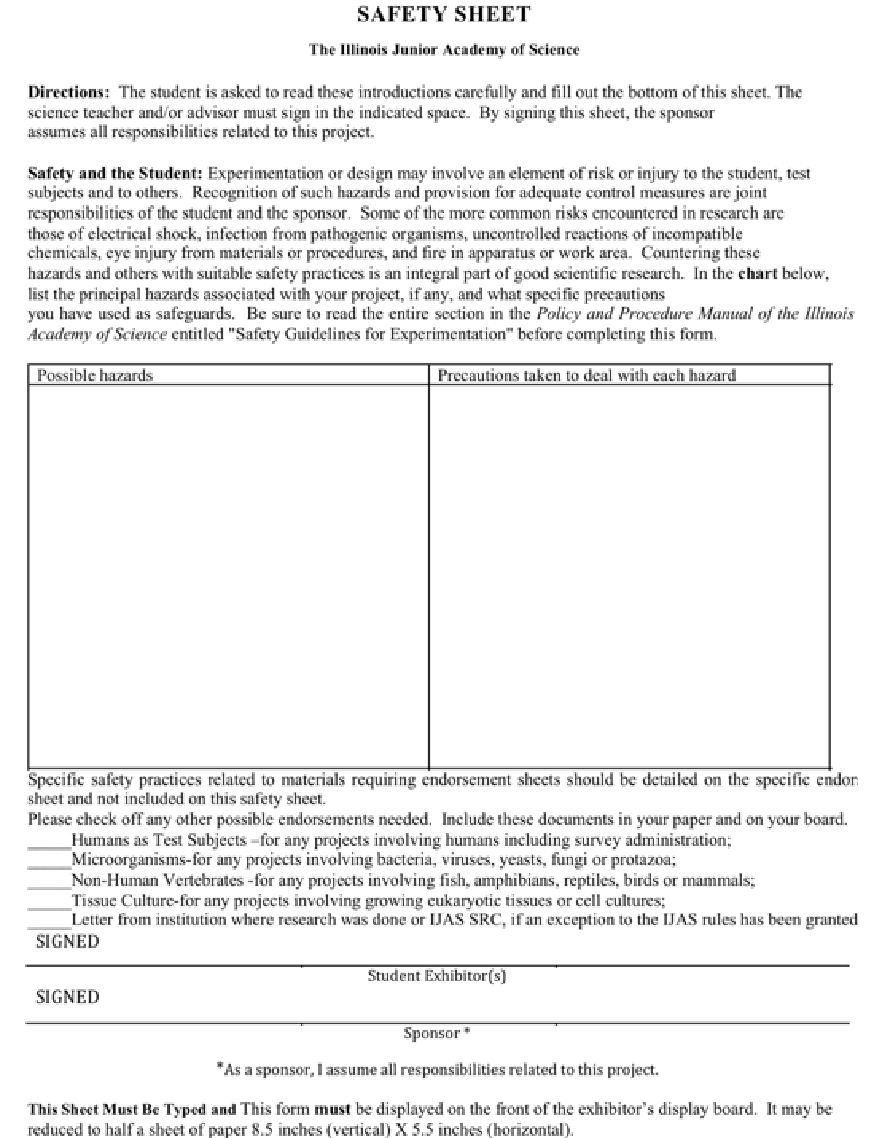 SAFETY SHEET
The Illinois Junior Academy of Science
Directions: The student is asked to read these introductions carefully and fill out the bottom of this sheet. The
science teacher and/or advisor must sign in the indicated space. By signing this sheet, the sponsor
assumes all responsibilities related to this project.
Safety and the Student: Experimentation or design may involve an element of risk or injury to the student, test
subjects and to others. Recognition of such hazards and provision for adequate control measures are joint
responsibilities of the student and the sponsor. Some of the more common risks encountered in research are
those of electrical shock, infection from pathogenic organisms, uncontrolled reactions of incompatible
chemicals, eye injury from materials or procedures, and fire in apparatus or work area. Countering these
hazards and others with suitable safety practices is an integral part of good scientific research. In the chart below,
list the principal hazards associated with your project, if any, and what specific precautions
you have used as safeguards. Be sure to read the entire section in the Policy and Procedure Manual of the Illinois
Academy of Science entitled "Safety Guidelines for Experimentation" before completing this form.
Possible hazards
Precautions taken to deal with each hazard
Specific safety practices related to materials requiring endorsement sheets should be detailed on the specific endor
sheet and not included on this safety sheet.
Please check off any other possible endorsements needed. Include these documents in your paper and on your board.
_____Humans as Test Subjects –for any projects involving humans including survey administration;
_____Microorganisms-for any projects involving bacteria, viruses, yeasts, fungi or protazoa;
_____Non-Human Vertebrates -for any projects involving fish, amphibians, reptiles, birds or mammals;
_____Tissue Culture-for any projects involving growing eukaryotic tissues or cell cultures;
_____Letter from institution where research was done or IJAS SRC, if an exception to the IJAS rules has been granted
SIGNED
Student Exhibitor(s)
SIGNED
Sponsor *
*As a sponsor, I assume all responsibilities related to this project.
This Sheet Must Be Typed and This form must be displayed on the front of the exhibitor's display board. It may be
reduced to half a sheet of paper 8.5 inches (vertical) X 5.5 inches (horizontal).